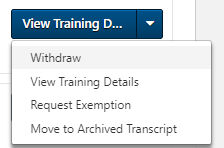 View Training D...
Withdraw
View Training Details
Request Exemption
Move to Archived Transcript